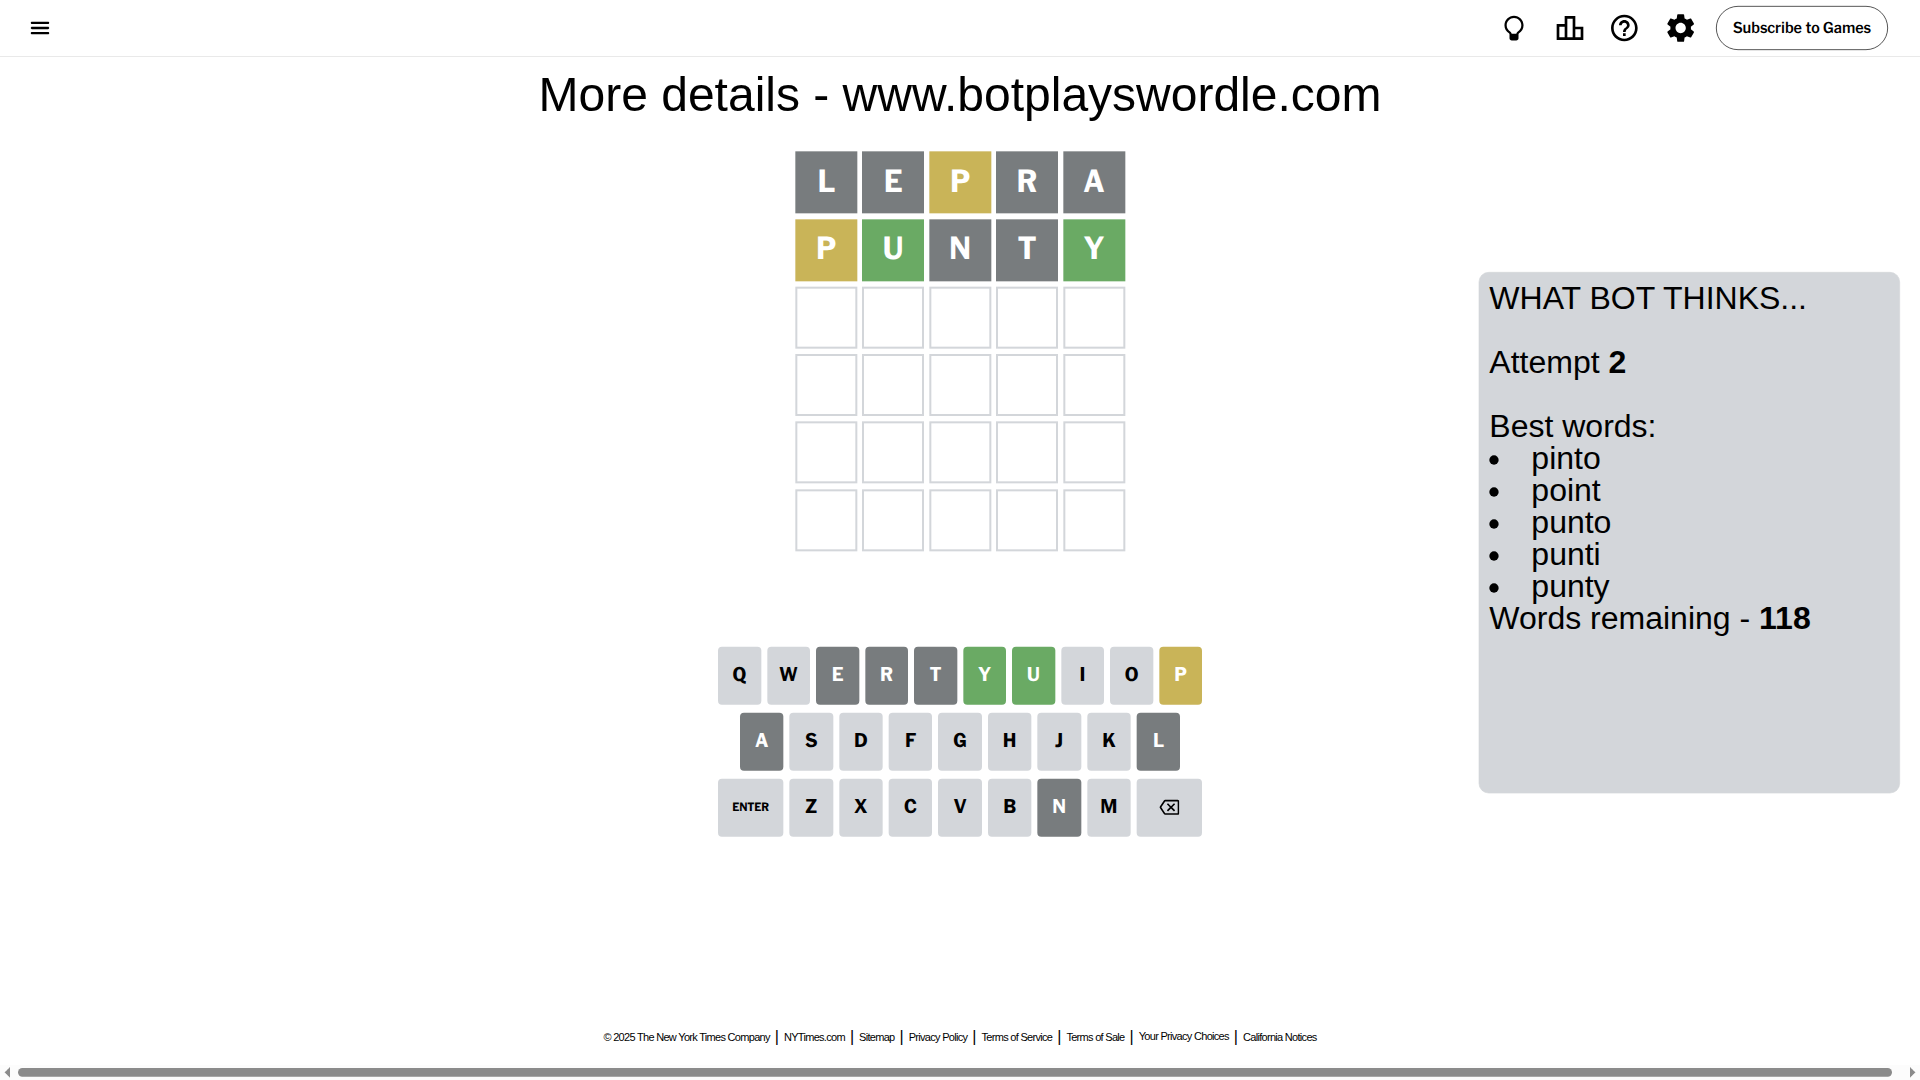 Subscribe to Games
More details - www.botplayswordle.com
L E P R A
P U N T Y
WHAT BOT THINKS...
Attempt 2
Best words:
• pinto
• point
• punto
• punti
• punty
Words remaining - 118
Q W E R T Y U I O P
A S D F G H J K L
ENTER Z X C V B N M
© 2025 The New York Times Company | NYTimes.com | Sitemap | Privacy Policy | Terms of Service | Terms of Sale | Your Privacy Choices | California Notices